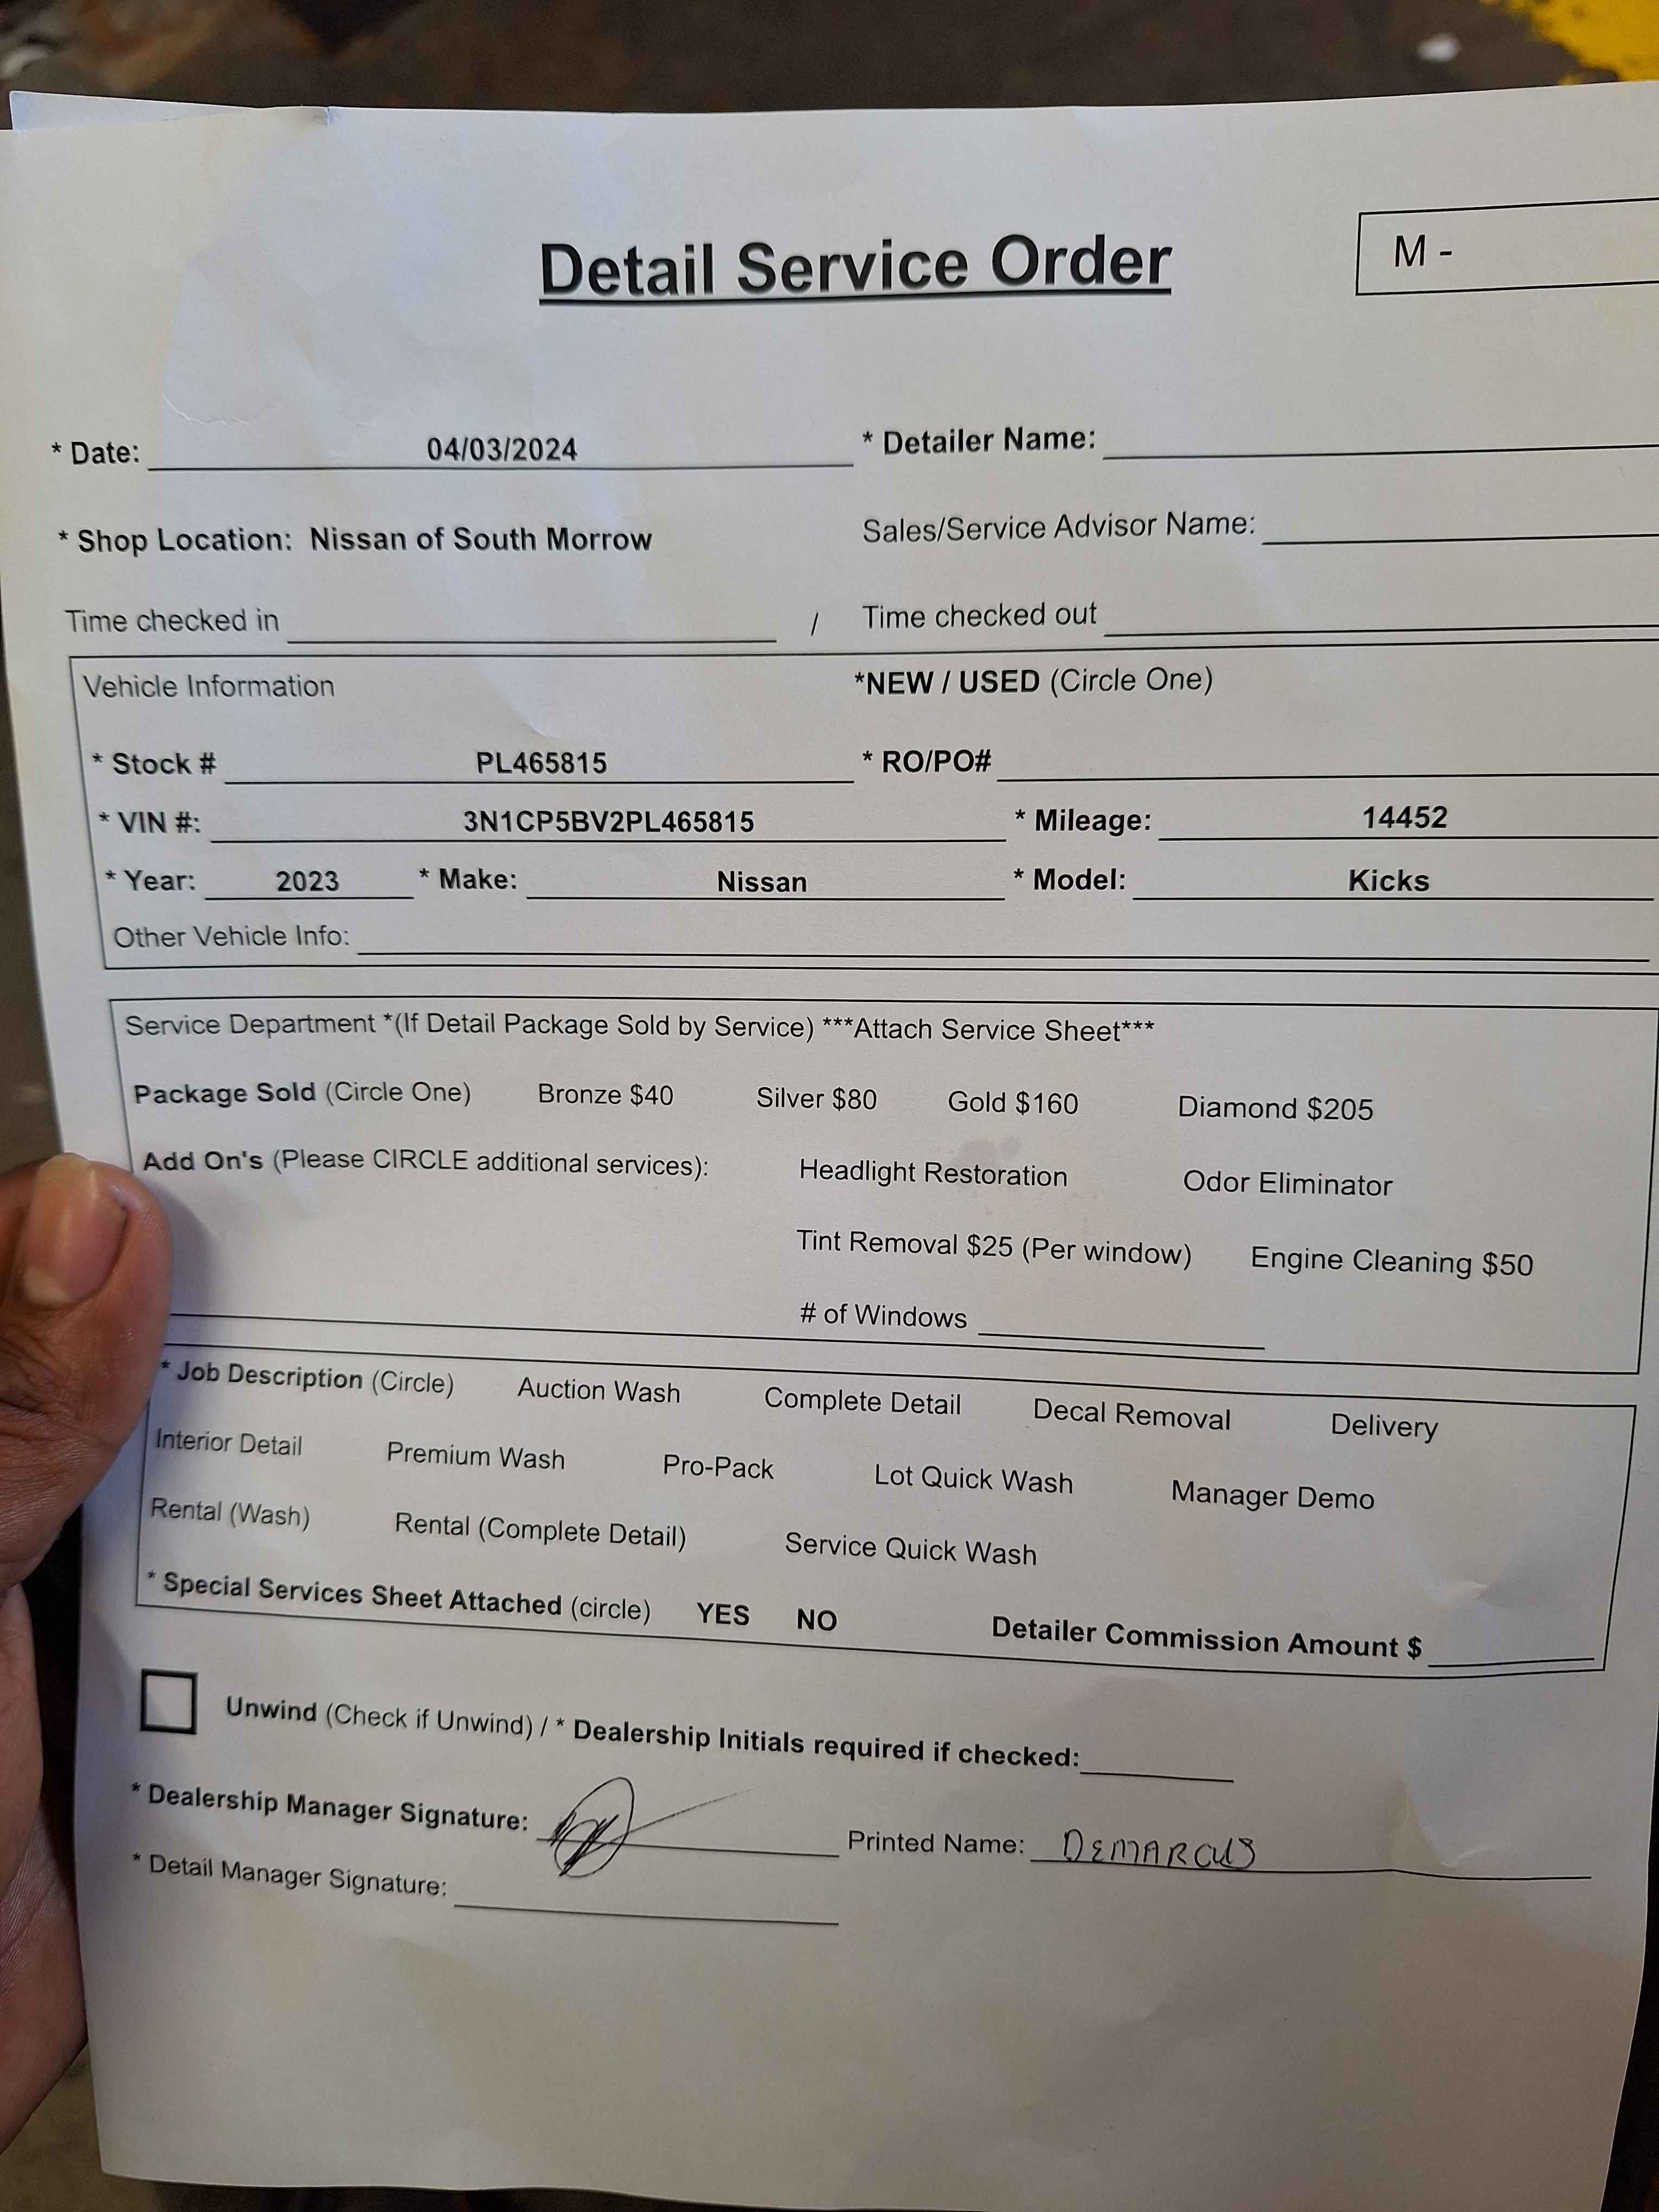 Detail Service Order
M -
* Date: 04/03/2024 * Detailer Name:
* Shop Location: Nissan of South Morrow Sales/Service Advisor Name:
Time checked in / Time checked out
Vehicle Information *NEW / USED (Circle One)
* Stock # PL465815 * RO/PO#
* VIN #: 3N1CP5BV2PL465815 * Mileage: 14452
* Year: 2023 * Make: Nissan * Model: Kicks
Other Vehicle Info:
Service Department *(If Detail Package Sold by Service) ***Attach Service Sheet***
Package Sold (Circle One) Bronze $40 Silver $80 Gold $160 Diamond $205
Add On's (Please CIRCLE additional services): Headlight Restoration Odor Eliminator
Tint Removal $25 (Per window) Engine Cleaning $50
# of Windows
* Job Description (Circle) Auction Wash Complete Detail Decal Removal Delivery
Interior Detail Premium Wash Pro-Pack Lot Quick Wash Manager Demo
Rental (Wash) Rental (Complete Detail) Service Quick Wash
* Special Services Sheet Attached (circle) YES NO Detailer Commission Amount $
Unwind (Check if Unwind) / * Dealership Initials required if checked:
* Dealership Manager Signature: Printed Name: DEMARCUS
* Detail Manager Signature: